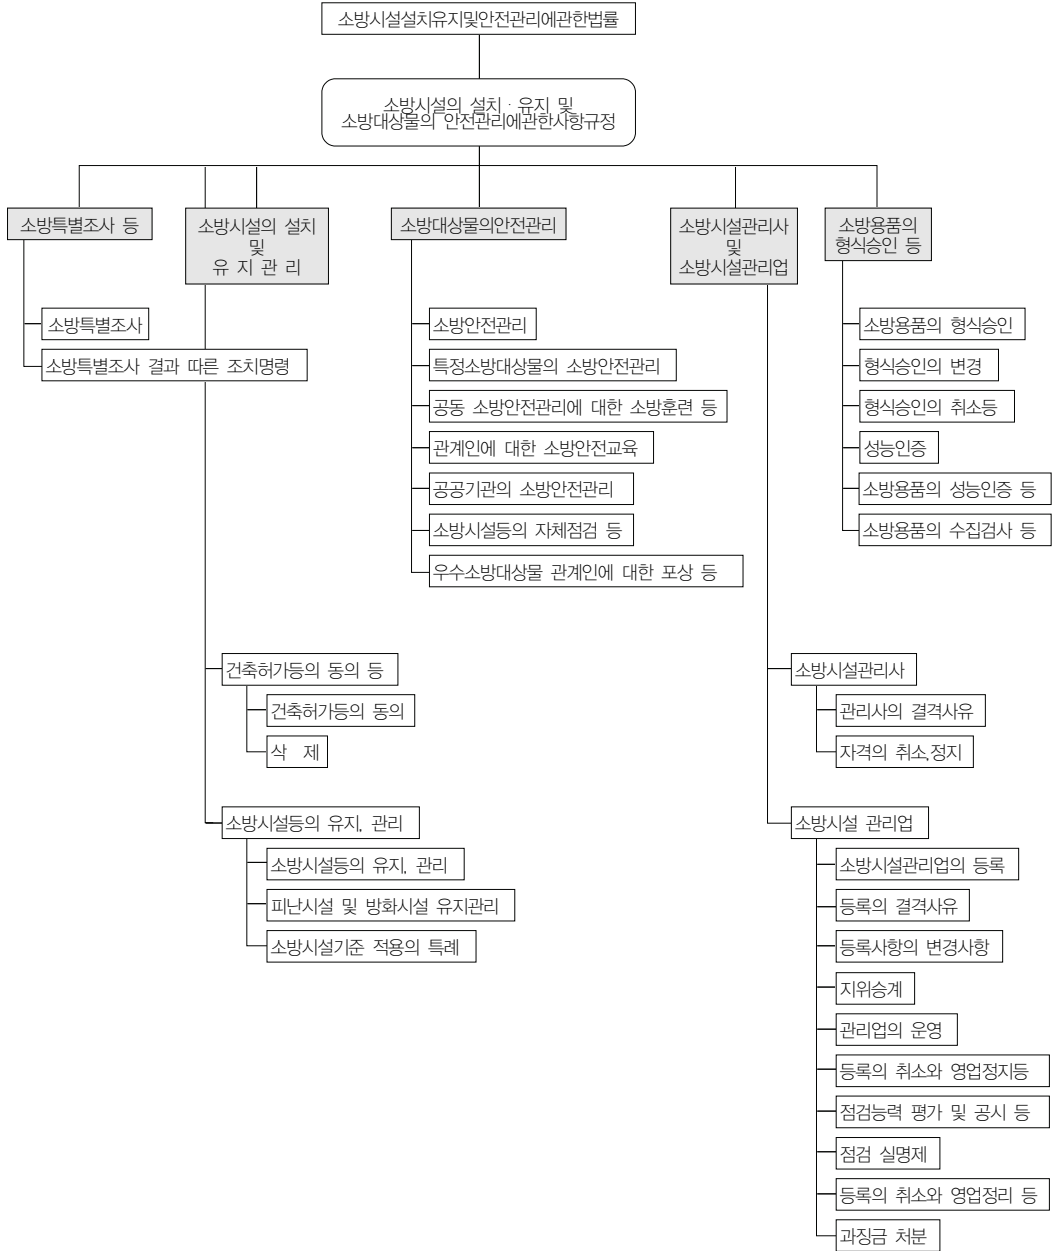 소방시설설치유지및안전관리에관한법률
소방시설의 설치 · 유지 및
소방대상물의 안전관리에관한사항규정
소방특별조사 등
소방특별조사
소방특별조사 결과 따른 조치명령
소방시설의 설치
및
유 지 관 리
건축허가등의 동의 등
건축허가등의 동의
삭 제
소방시설등의 유지, 관리
소방시설등의 유지, 관리
피난시설 및 방화시설 유지관리
소방시설기준 적용의 특례
소방대상물의안전관리
소방안전관리
특정소방대상물의 소방안전관리
공동 소방안전관리에 대한 소방훈련 등
관계인에 대한 소방안전교육
공공기관의 소방안전관리
소방시설등의 자체점검 등
우수소방대상물 관계인에 대한 포상 등
소방시설관리사
및
소방시설관리업
소방시설관리사
관리사의 결격사유
자격의 취소,정지
소방시설 관리업
소방시설관리업의 등록
등록의 결격사유
등록사항의 변경사항
지위승계
관리업의 운영
등록의 취소와 영업정지등
점검능력 평가 및 공시 등
점검 실명제
등록의 취소와 영업정리 등
과징금 처분
소방용품의
형식승인 등
소방용품의 형식승인
형식승인의 변경
형식승인의 취소등
성능인증
소방용품의 성능인증 등
소방용품의 수집검사 등